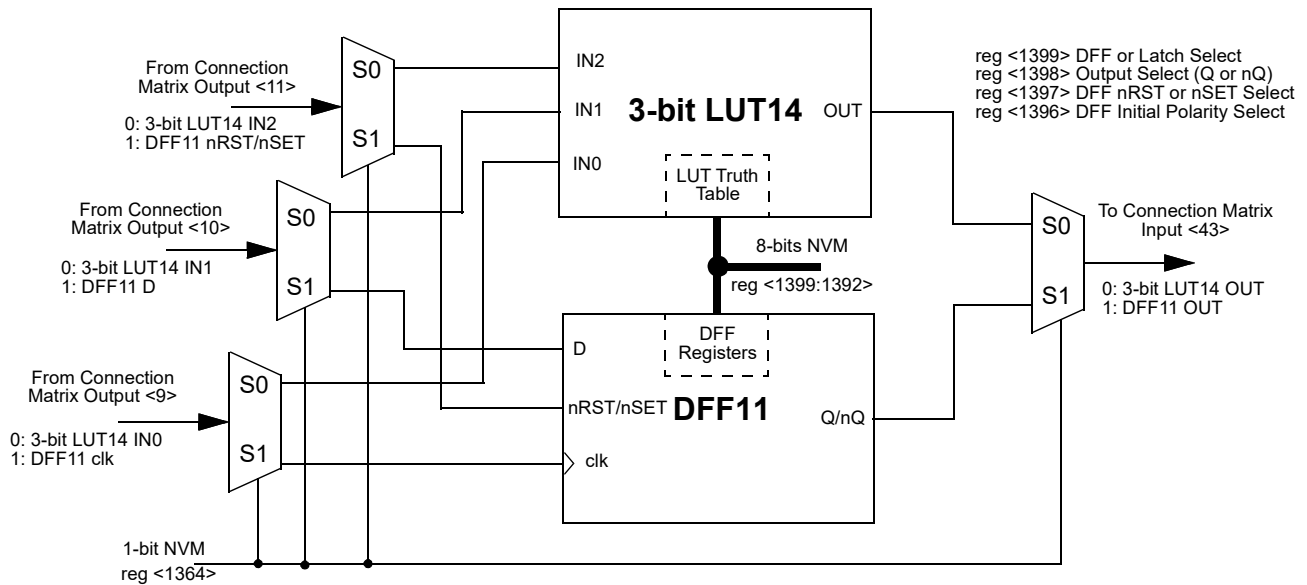 From Connection
Matrix Output <11>
0: 3-bit LUT14 IN2
1: DFF11 nRST/nSET
S0
S1
From Connection
Matrix Output <10>
0: 3-bit LUT14 IN1
1: DFF11 D
S0
S1
From Connection
Matrix Output <9>
0: 3-bit LUT14 IN0
1: DFF11 clk
S0
S1
1-bit NVM
reg <1364>
IN2
IN1
IN0
3-bit LUT14
OUT
LUT Truth
Table
8-bits NVM
reg <1399:1392>
DFF
Registers
D
nRST/nSET
clk
DFF11
Q/nQ
reg <1399> DFF or Latch Select
reg <1398> Output Select (Q or nQ)
reg <1397> DFF nRST or nSET Select
reg <1396> DFF Initial Polarity Select
S0
S1
To Connection Matrix
Input <43>
0: 3-bit LUT14 OUT
1: DFF11 OUT